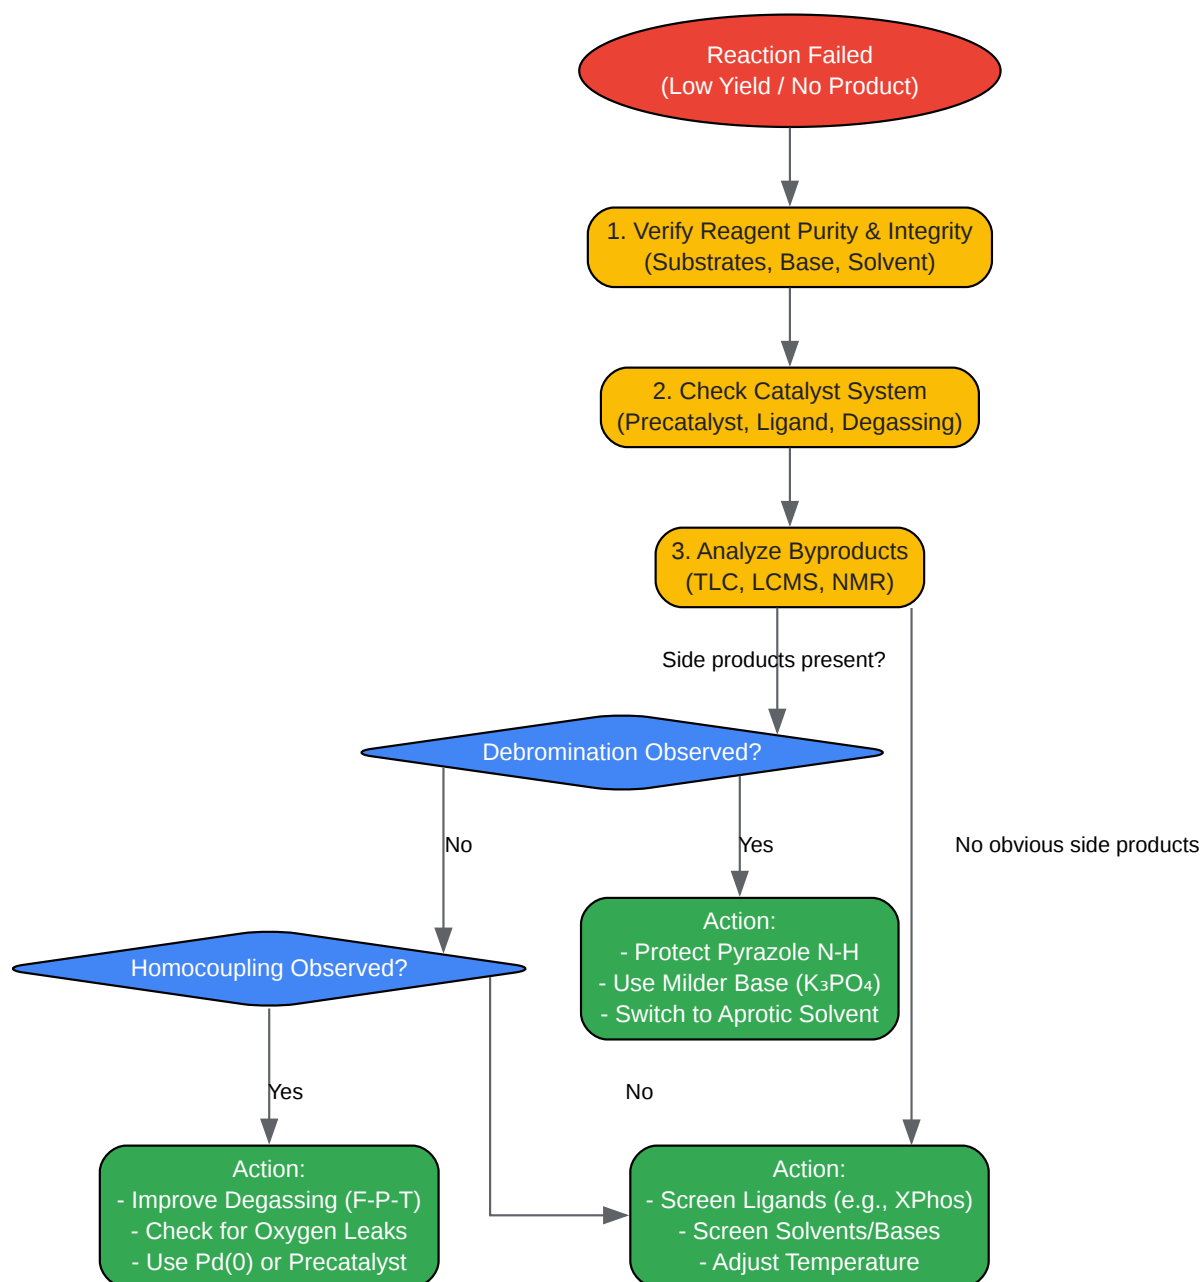 Reaction Failed
(Low Yield / No Product)
1. Verify Reagent Purity & Integrity
(Substrates, Base, Solvent)
2. Check Catalyst System
(Precatalyst, Ligand, Degassing)
3. Analyze Byproducts
(TLC, LCMS, NMR)
Side products present?
Debromination Observed?
No
Yes
No obvious side products
Action:
- Protect Pyrazole N-H
- Use Milder Base (K₃PO₄)
- Switch to Aprotic Solvent
Homocoupling Observed?
Yes
No
Action:
- Improve Degassing (F-P-T)
- Check for Oxygen Leaks
- Use Pd(0) or Precatalyst
Action:
- Screen Ligands (e.g., XPhos)
- Screen Solvents/Bases
- Adjust Temperature